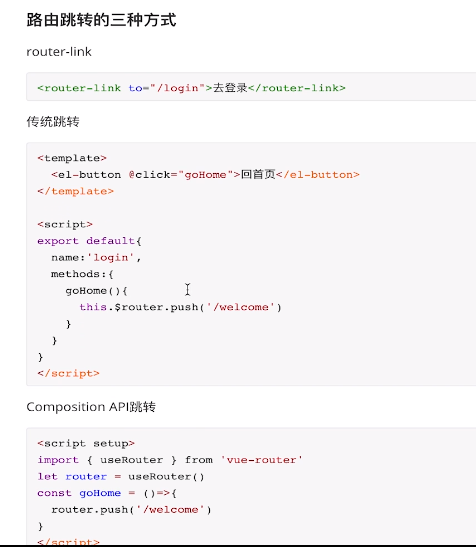 路由跳转的三种方式
router-link
<router-link to="/login">去登录</router-link>
传统跳转
<template>
  <el-button @click="goHome">回首页</el-button>
</template>

<script>
export default{
  name:'login',
  methods:{
    goHome(){
      this.$router.push('/welcome')
    }
  }
}
</script>
Composition API跳转
<script setup>
import { useRouter } from 'vue-router'
let router = useRouter()
const goHome = ()=>{
  router.push('/welcome')
}
</script>